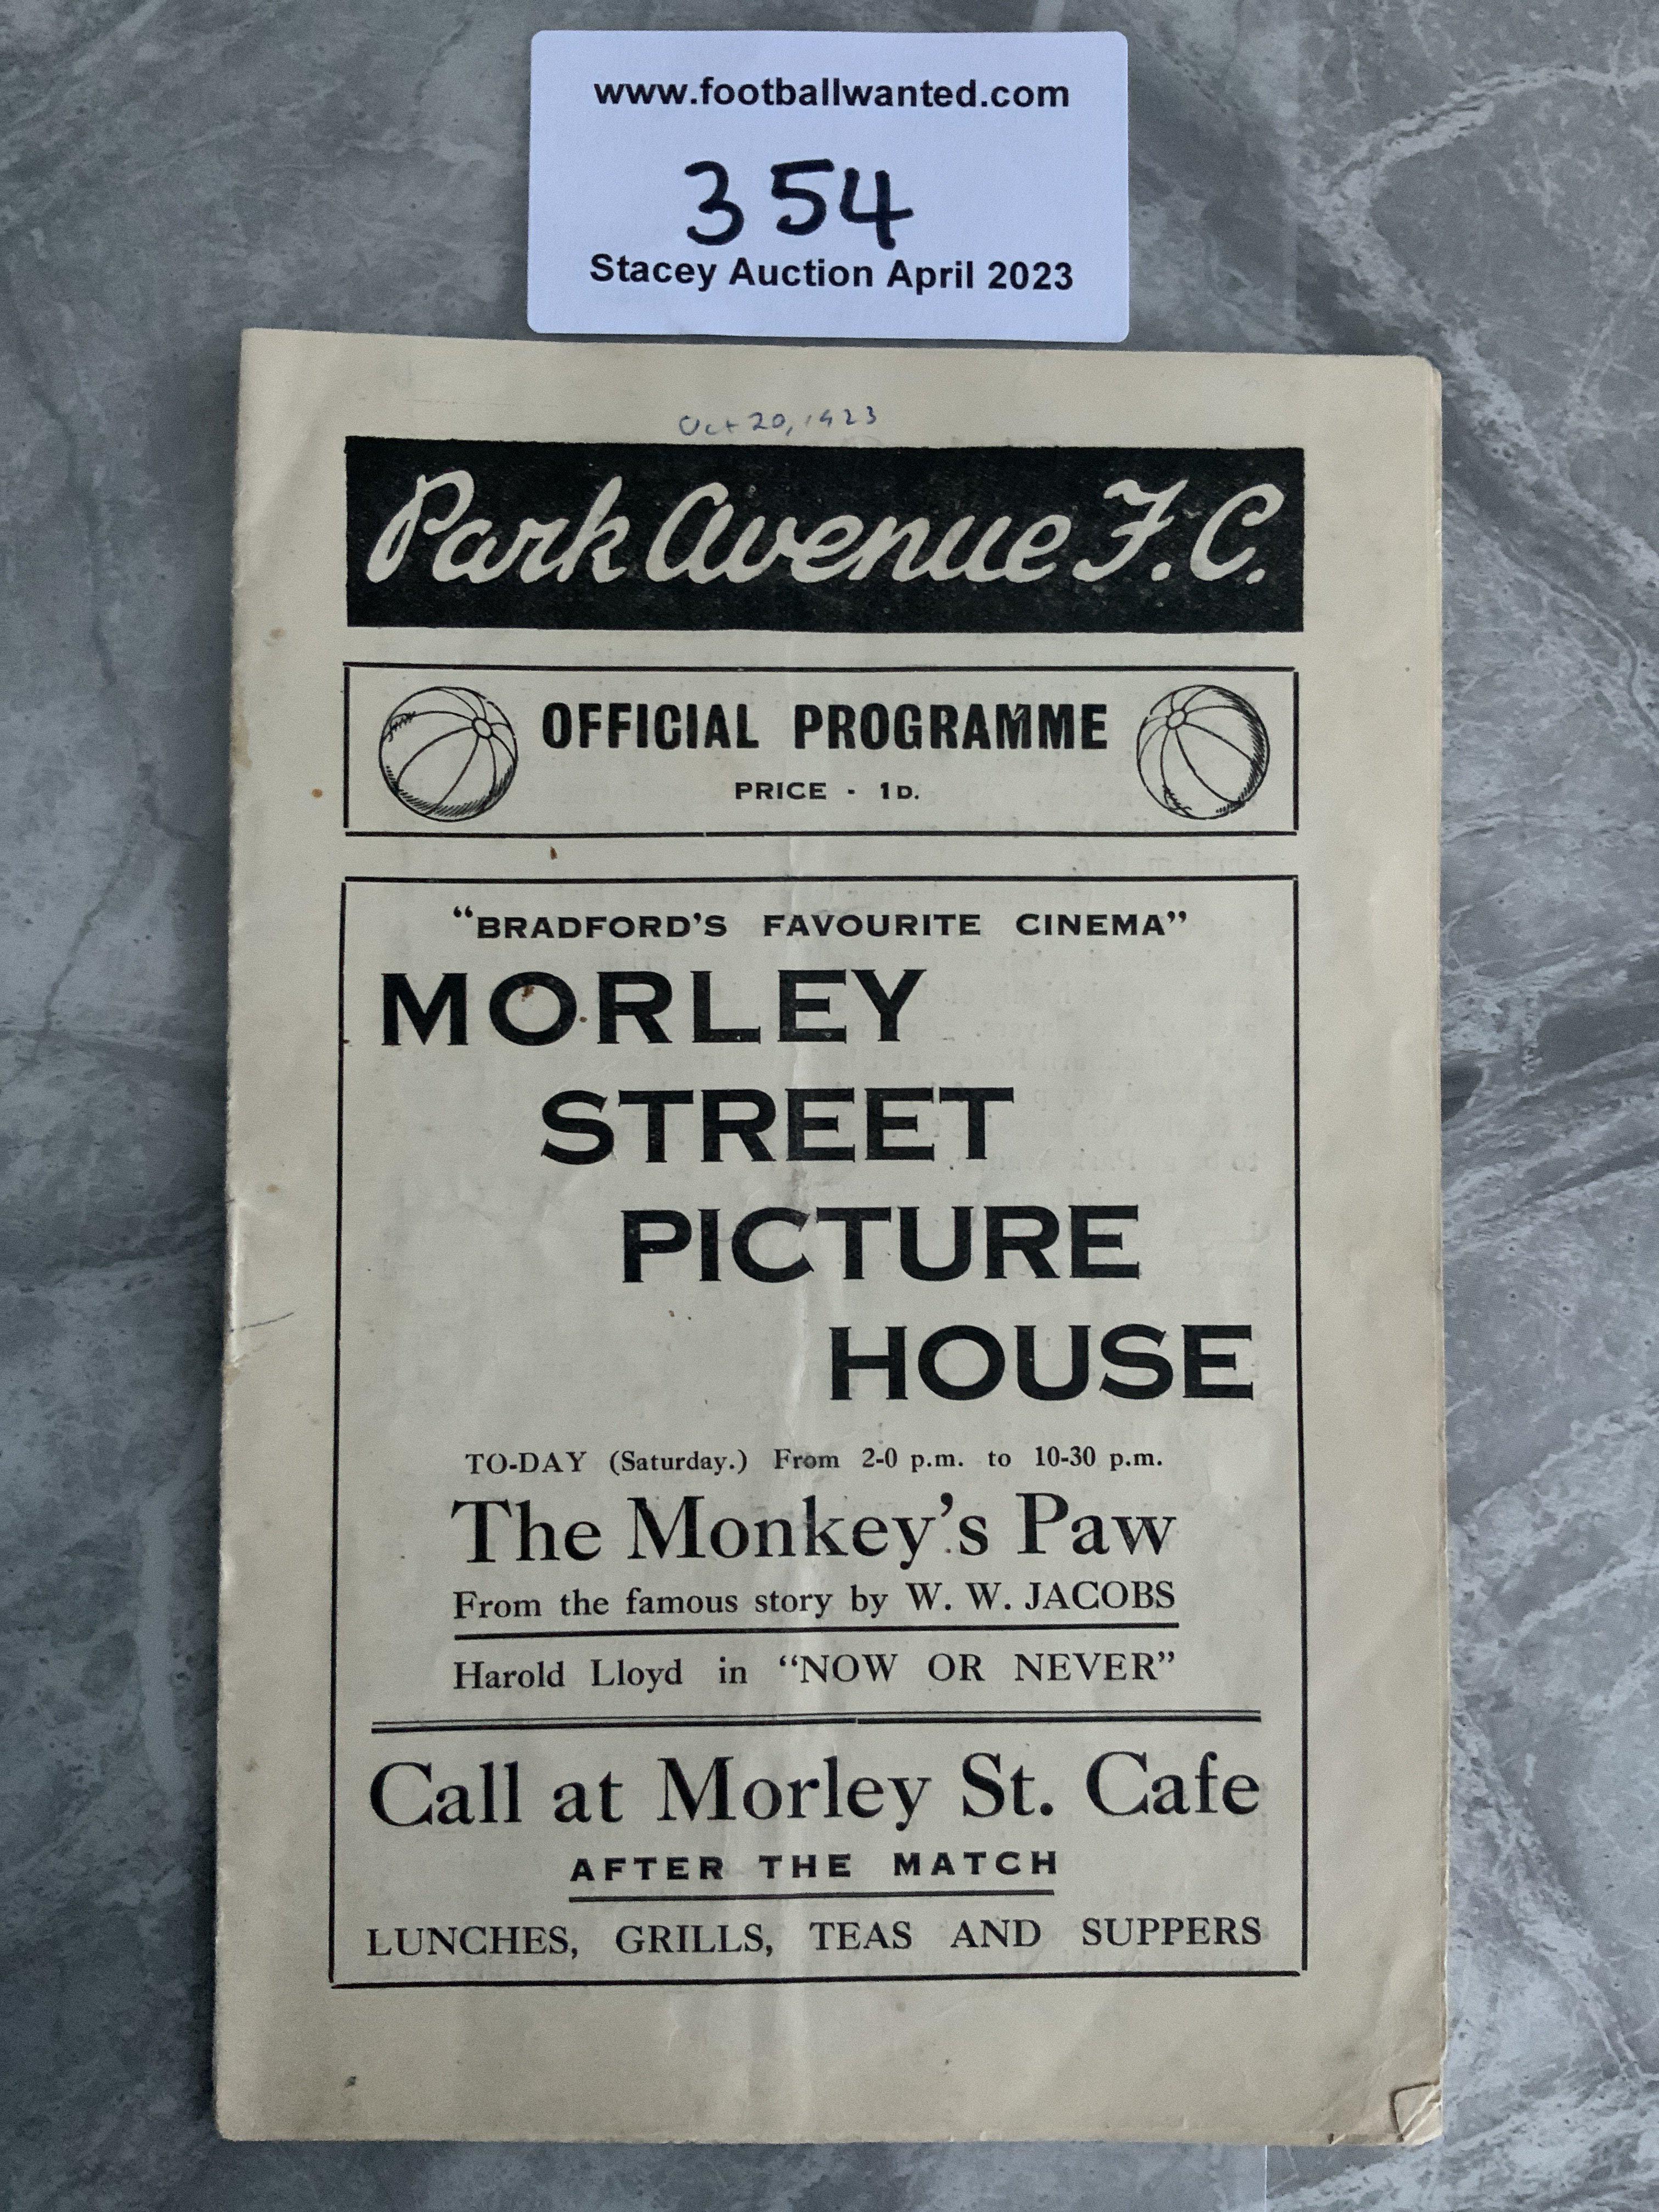 www.footballwanted.com
354
Stacey Auction April 2023
Oct 20, 1923
Park Avenue F.C.
OFFICIAL PROGRAMME
PRICE · 1D.
"BRADFORD'S FAVOURITE CINEMA"
MORLEY
STREET
PICTURE
HOUSE
TO-DAY (Saturday.) From 2-0 p.m. to 10-30 p.m.
The Monkey's Paw
From the famous story by W. W. JACOBS
Harold Lloyd in "NOW OR NEVER"
Call at Morley St. Cafe
AFTER THE MATCH
LUNCHES, GRILLS, TEAS AND SUPPERS